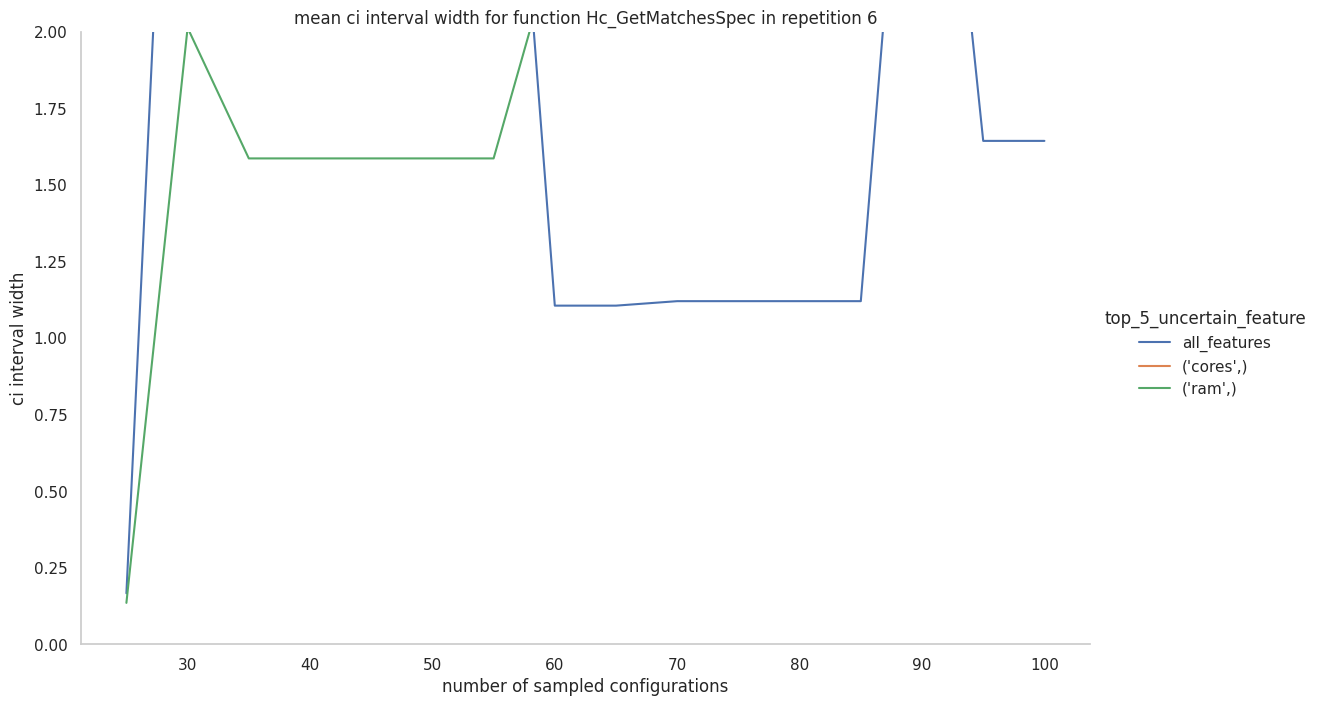 mean ci interval width for function Hc_GetMatchesSpec in repetition 6
2.00
1.75
1.50
1.25
1.00
0.75
0.50
0.25
0.00
ci interval width
30 40 50 60 70 80 90 100
number of sampled configurations
top_5_uncertain_feature
all_features
('cores',)
('ram',)